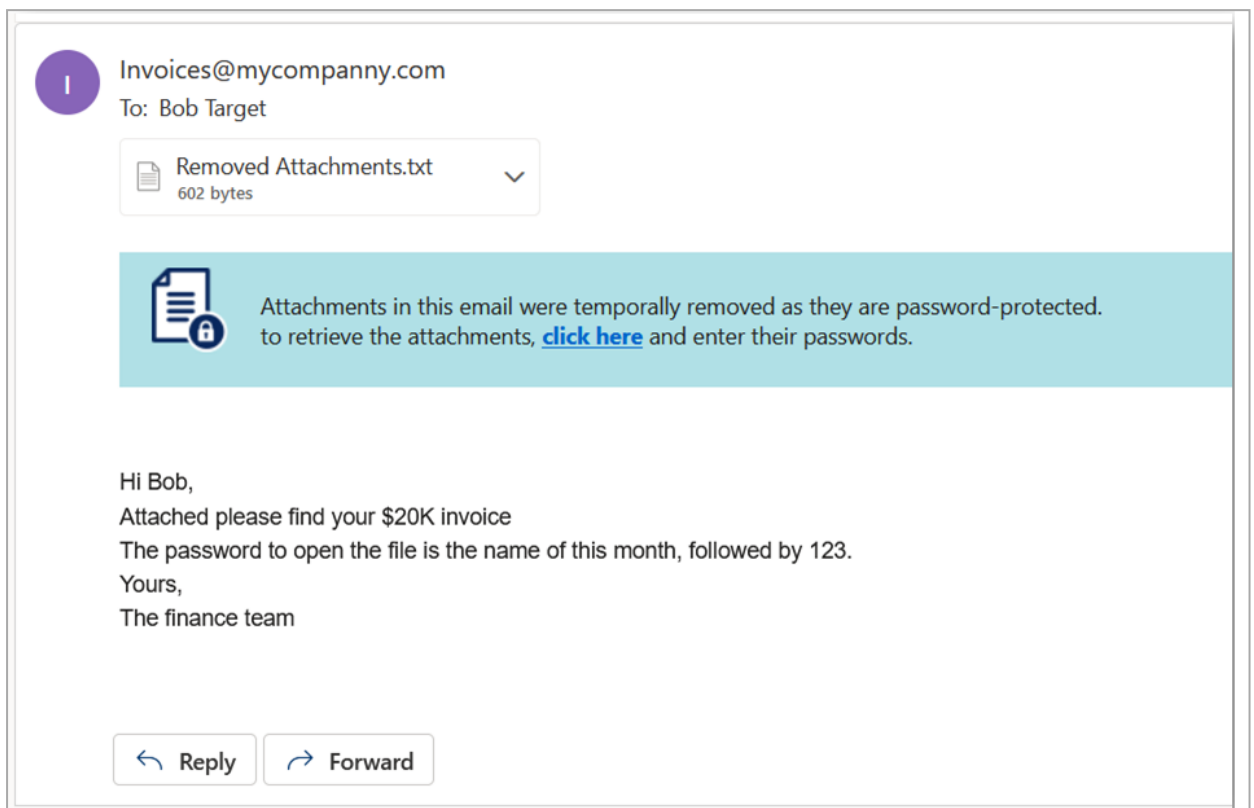 I
Invoices@mycompanny.com
To: Bob Target
Removed Attachments.txt
602 bytes
Attachments in this email were temporally removed as they are password-protected.
to retrieve the attachments, click here and enter their passwords.
Hi Bob,
Attached please find your $20K invoice
The password to open the file is the name of this month, followed by 123.
Yours,
The finance team
Reply
Forward